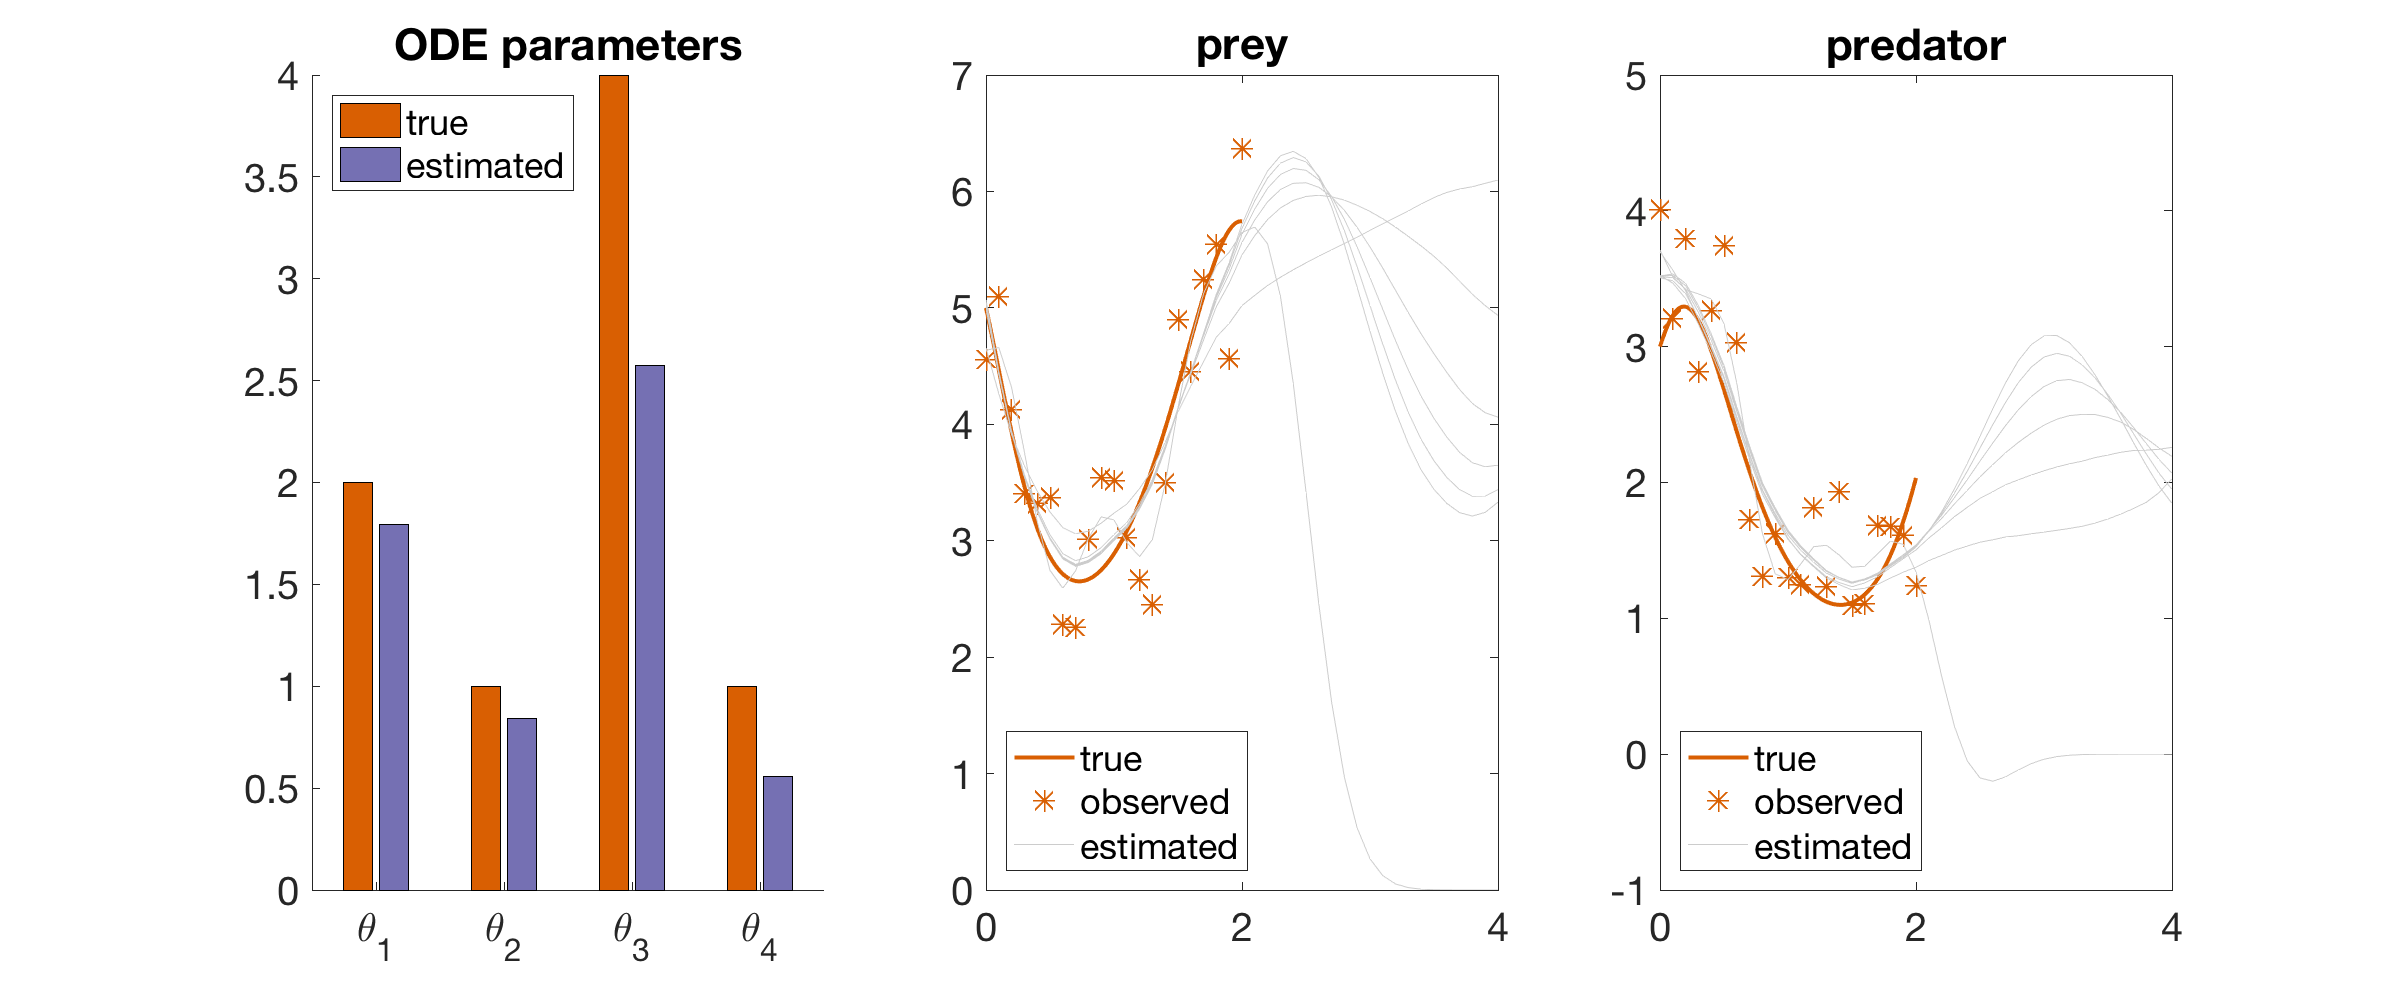 ODE parameters
4
3.5
3
2.5
2
1.5
1
0.5
0
true
estimated
θ1
θ2
θ3
θ4
prey
7
6
5
4
3
2
1
0
true
observed
estimated
0
2
4
predator
5
4
3
2
1
0
-1
true
observed
estimated
0
2
4